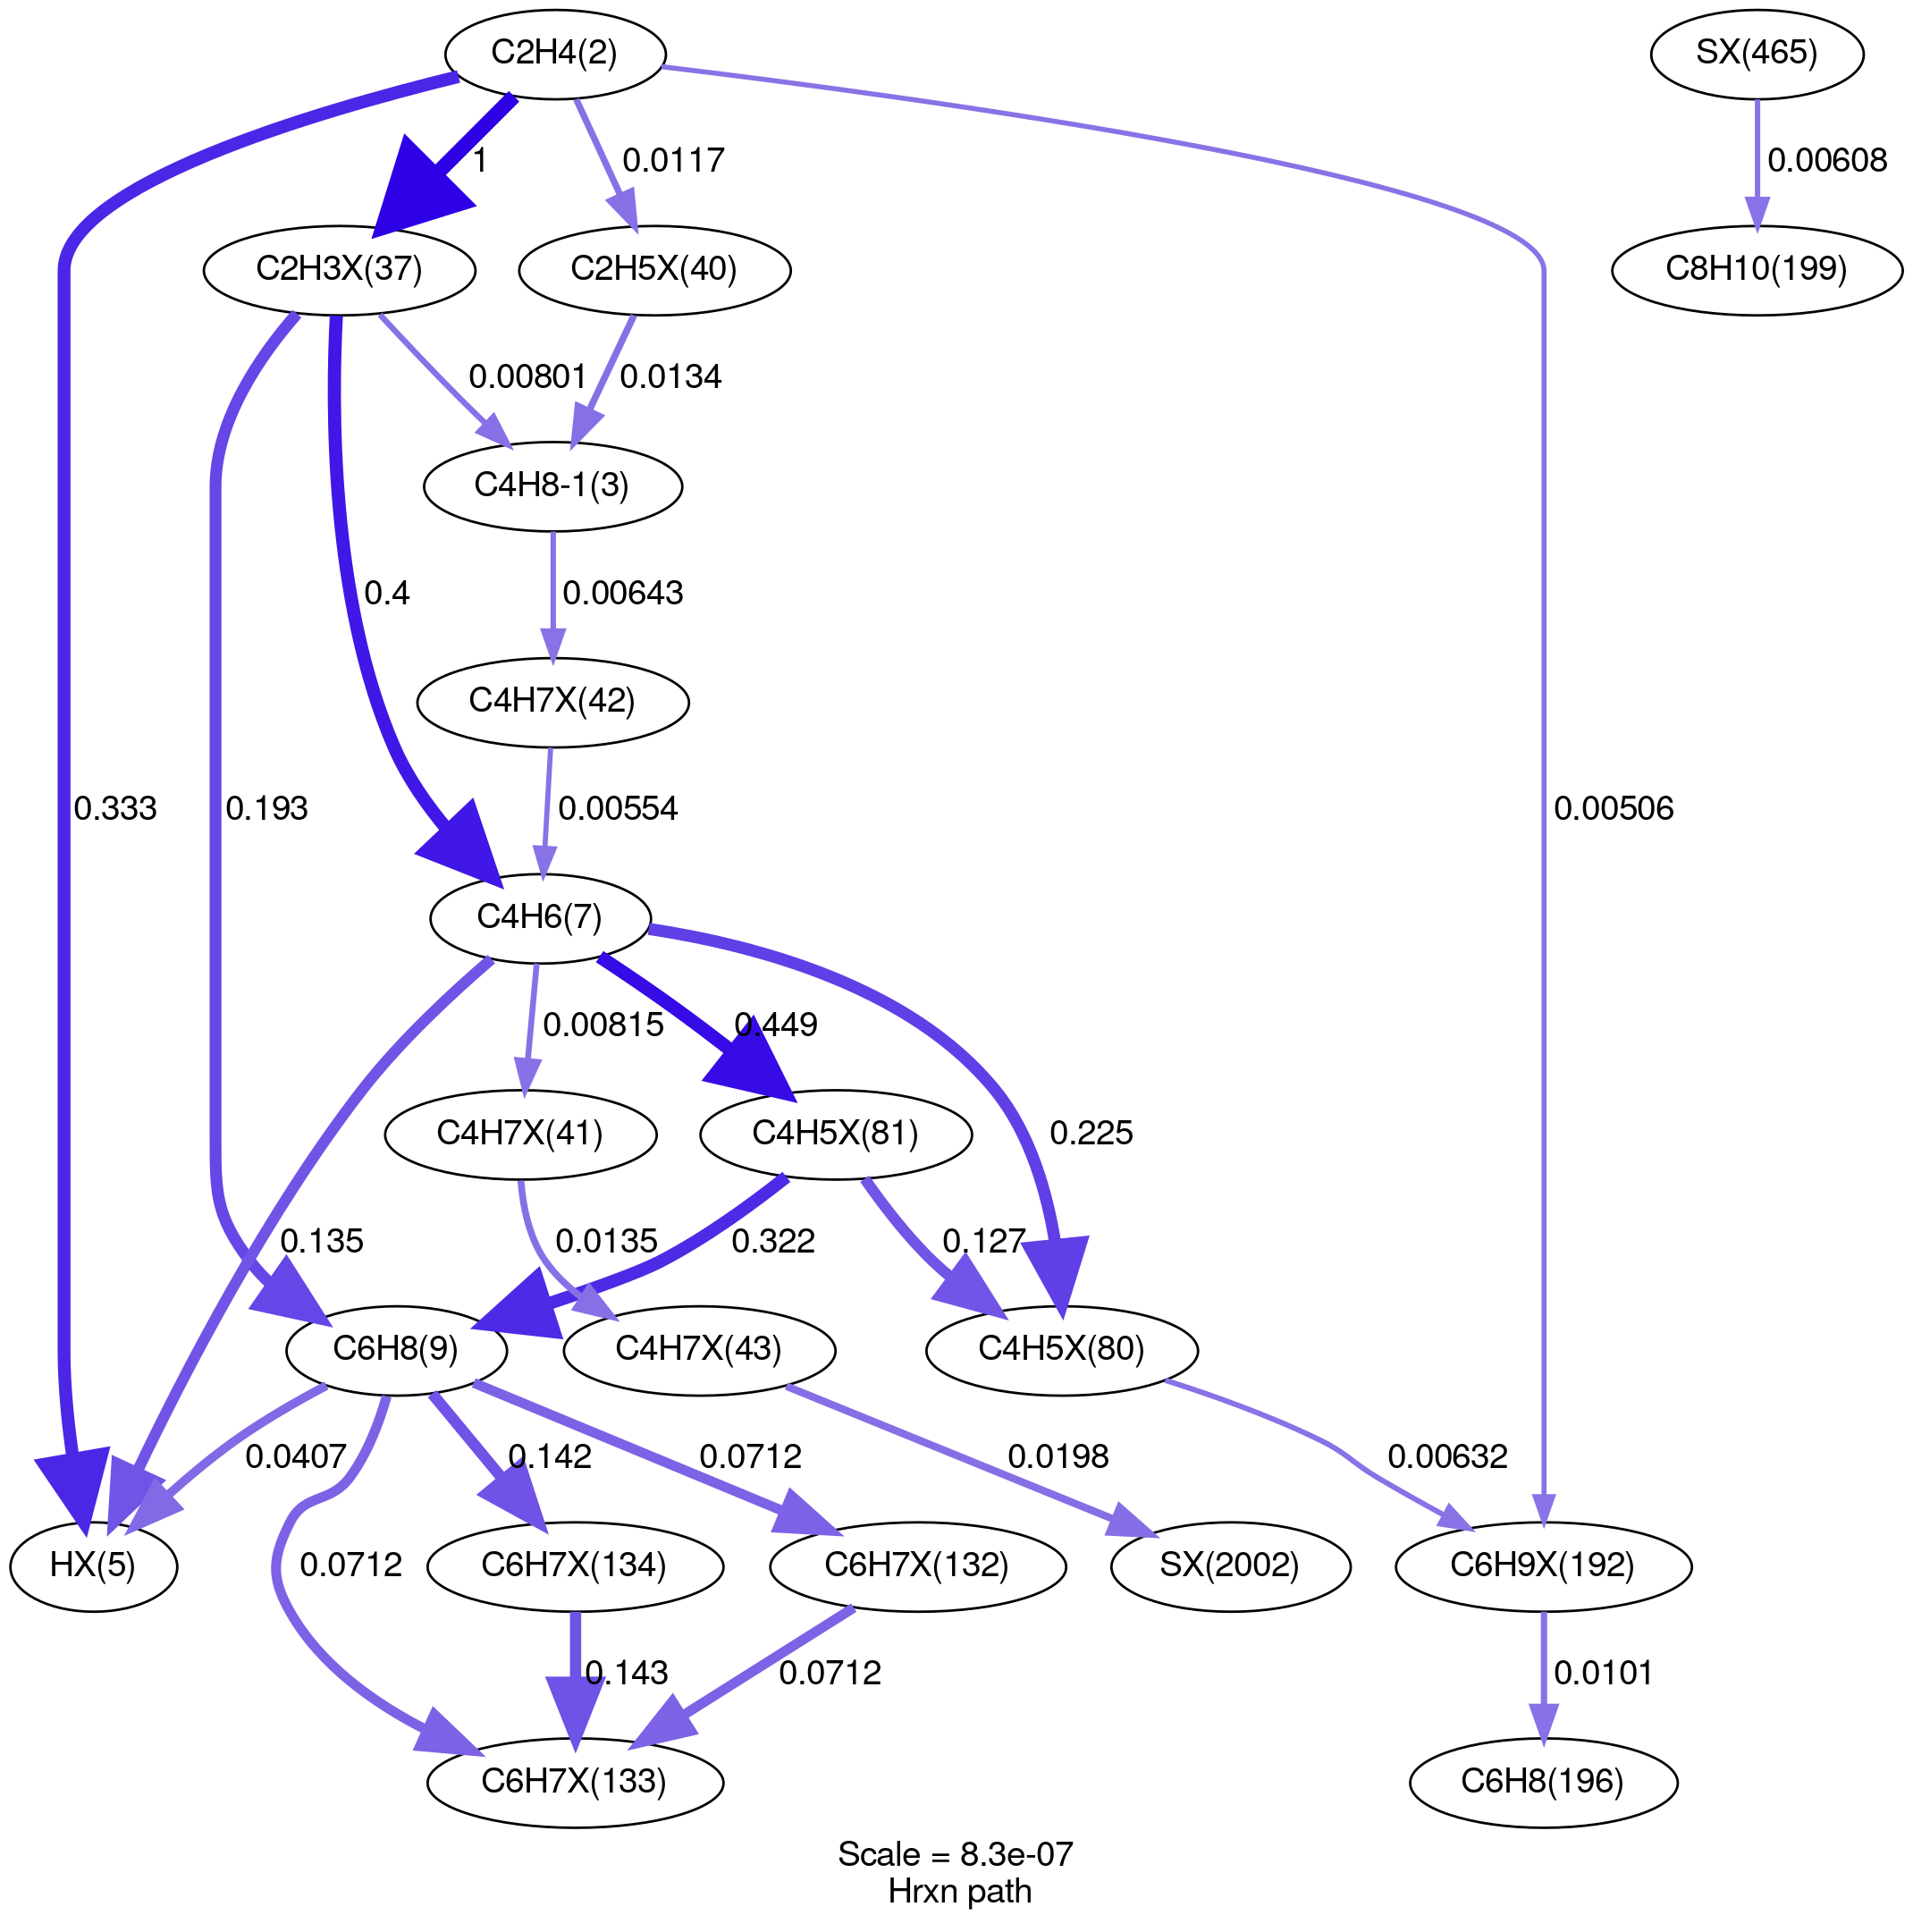 C2H4(2)
SX(465)
1
0.0117
0.00608
C2H3X(37)
C2H5X(40)
C8H10(199)
0.00801
0.0134
C4H8-1(3)
0.4
0.00643
C4H7X(42)
0.333
0.193
0.00554
0.00506
C4H6(7)
0.00815
0.449
C4H7X(41)
C4H5X(81)
0.225
0.135
0.0135
0.322
0.127
C6H8(9)
C4H7X(43)
C4H5X(80)
0.0407
0.142
0.0712
0.0198
0.00632
HX(5)
0.0712
C6H7X(134)
C6H7X(132)
SX(2002)
C6H9X(192)
0.143
0.0712
0.0101
C6H7X(133)
C6H8(196)
Scale = 8.3e-07
Hrxn path